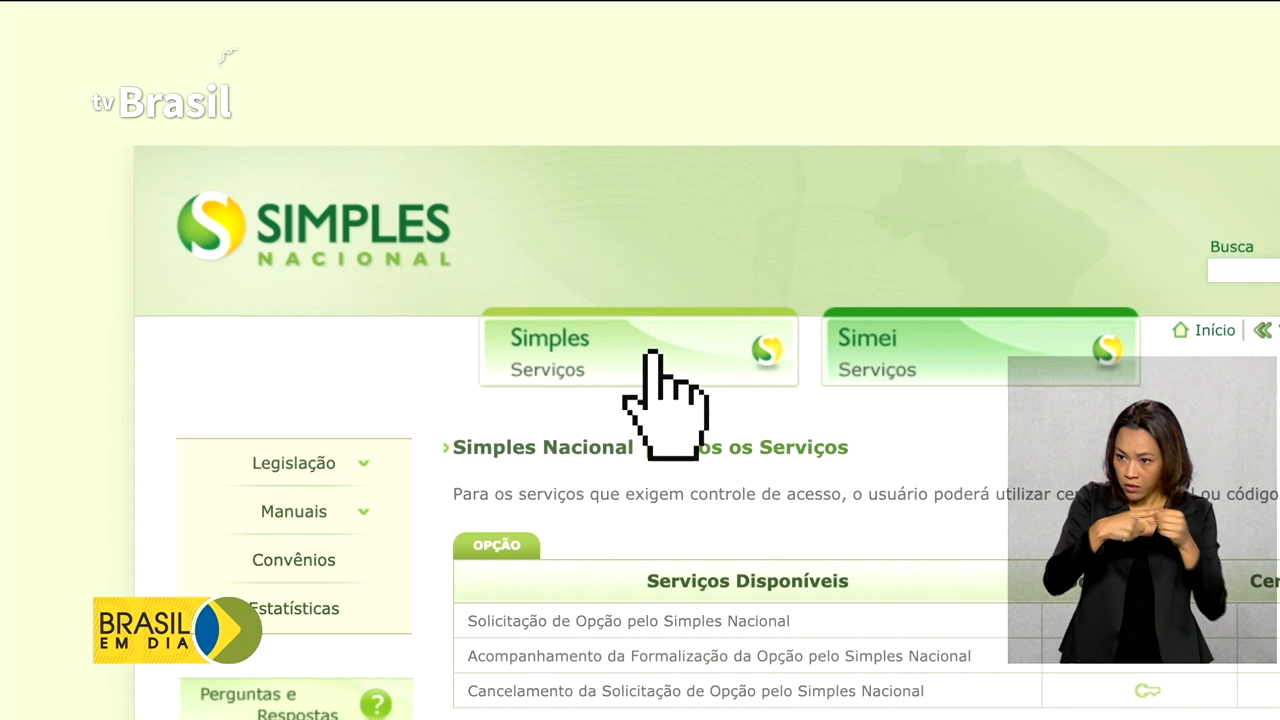 tv Brasil
SIMPLES
NACIONAL
Busca
Simples
Serviços
Simei
Serviços
Início
Legislação
Manuais
Convênios
Estatísticas
Perguntas e
Respostas
?
Simples Nacional os os Serviços
Para os serviços que exigem controle de acesso, o usuário poderá utilizar ou código
OPÇÃO
Serviços Disponíveis
Solicitação de Opção pelo Simples Nacional
Acompanhamento da Formalização da Opção pelo Simples Nacional
Cancelamento da Solicitação de Opção pelo Simples Nacional
BRASIL
EM DIA